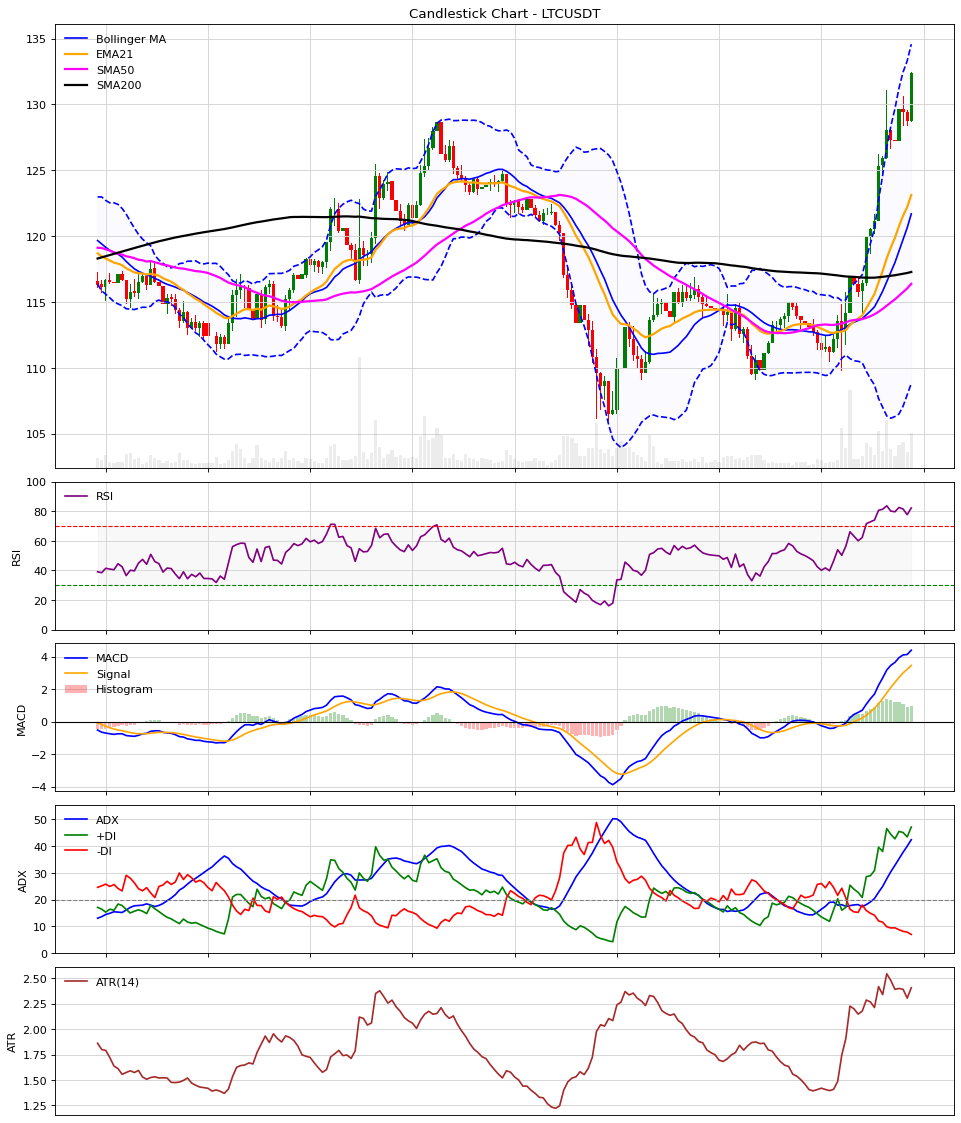 Candlestick Chart - LTCUSDT
Bollinger MA
EMA21
SMA50
SMA200
135
130
125
120
115
110
105
RSI
RSI
100
80
60
40
20
0
MACD
MACD
Signal
Histogram
4
2
0
−2
−4
ADX
ADX
+DI
-DI
50
40
30
20
10
0
ATR
ATR(14)
2.50
2.25
2.00
1.75
1.50
1.25